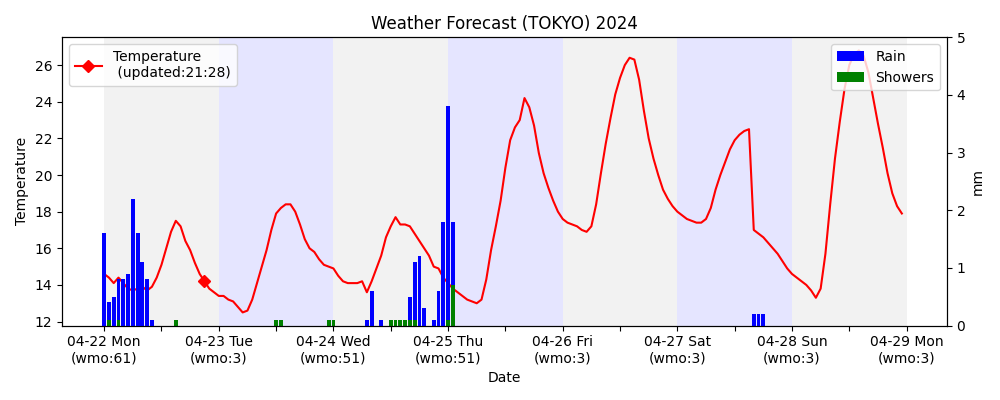 Weather Forecast (TOKYO) 2024
Temperature
(updated:21:28)
Rain
Showers
Temperature
26
24
22
20
18
16
14
12
5
4
3
2
1
0
mm
04-22 Mon
(wmo:61)
04-23 Tue
(wmo:3)
04-24 Wed
(wmo:51)
04-25 Thu
(wmo:51)
04-26 Fri
(wmo:3)
04-27 Sat
(wmo:3)
04-28 Sun
(wmo:3)
04-29 Mon
(wmo:3)
Date